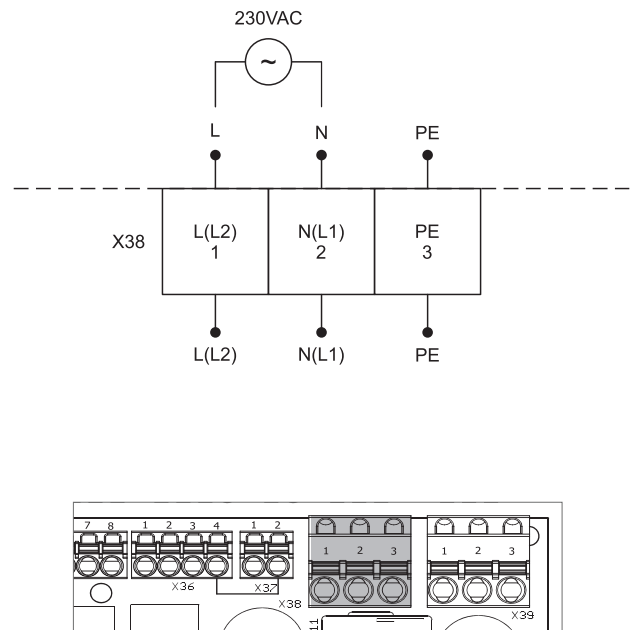 230VAC
~
L N PE
X38
L(L2) N(L1) PE
1 2 3
L(L2) N(L1) PE
7 8 1 2 3 4 1 2
1 2 3 1 2 3
X36 X37
X38
X39
11